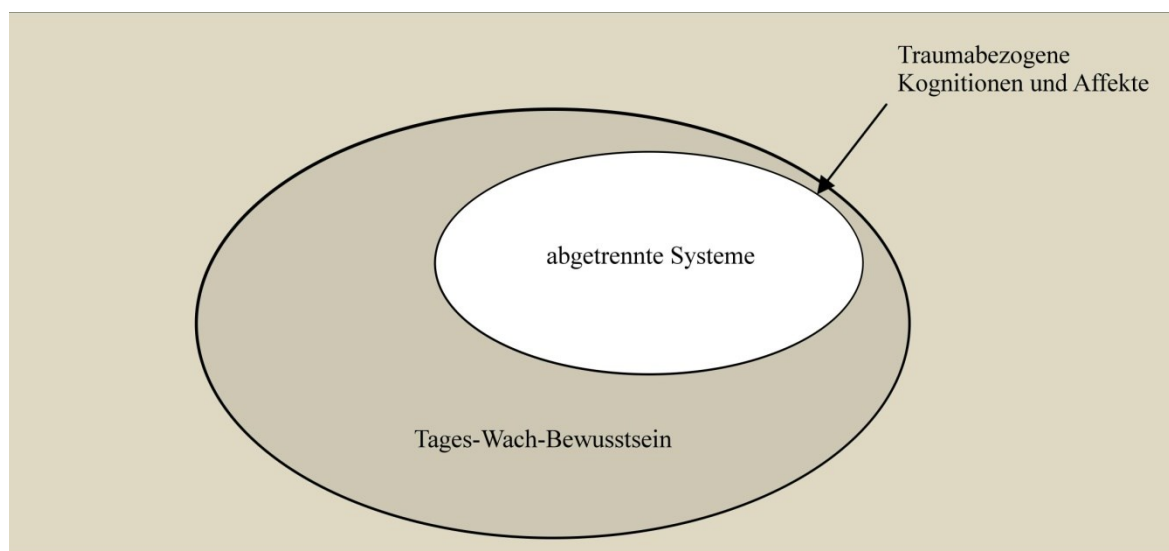 Traumabezogene
Kognitionen und Affekte
abgetrennte Systeme
Tages-Wach-Bewusstsein